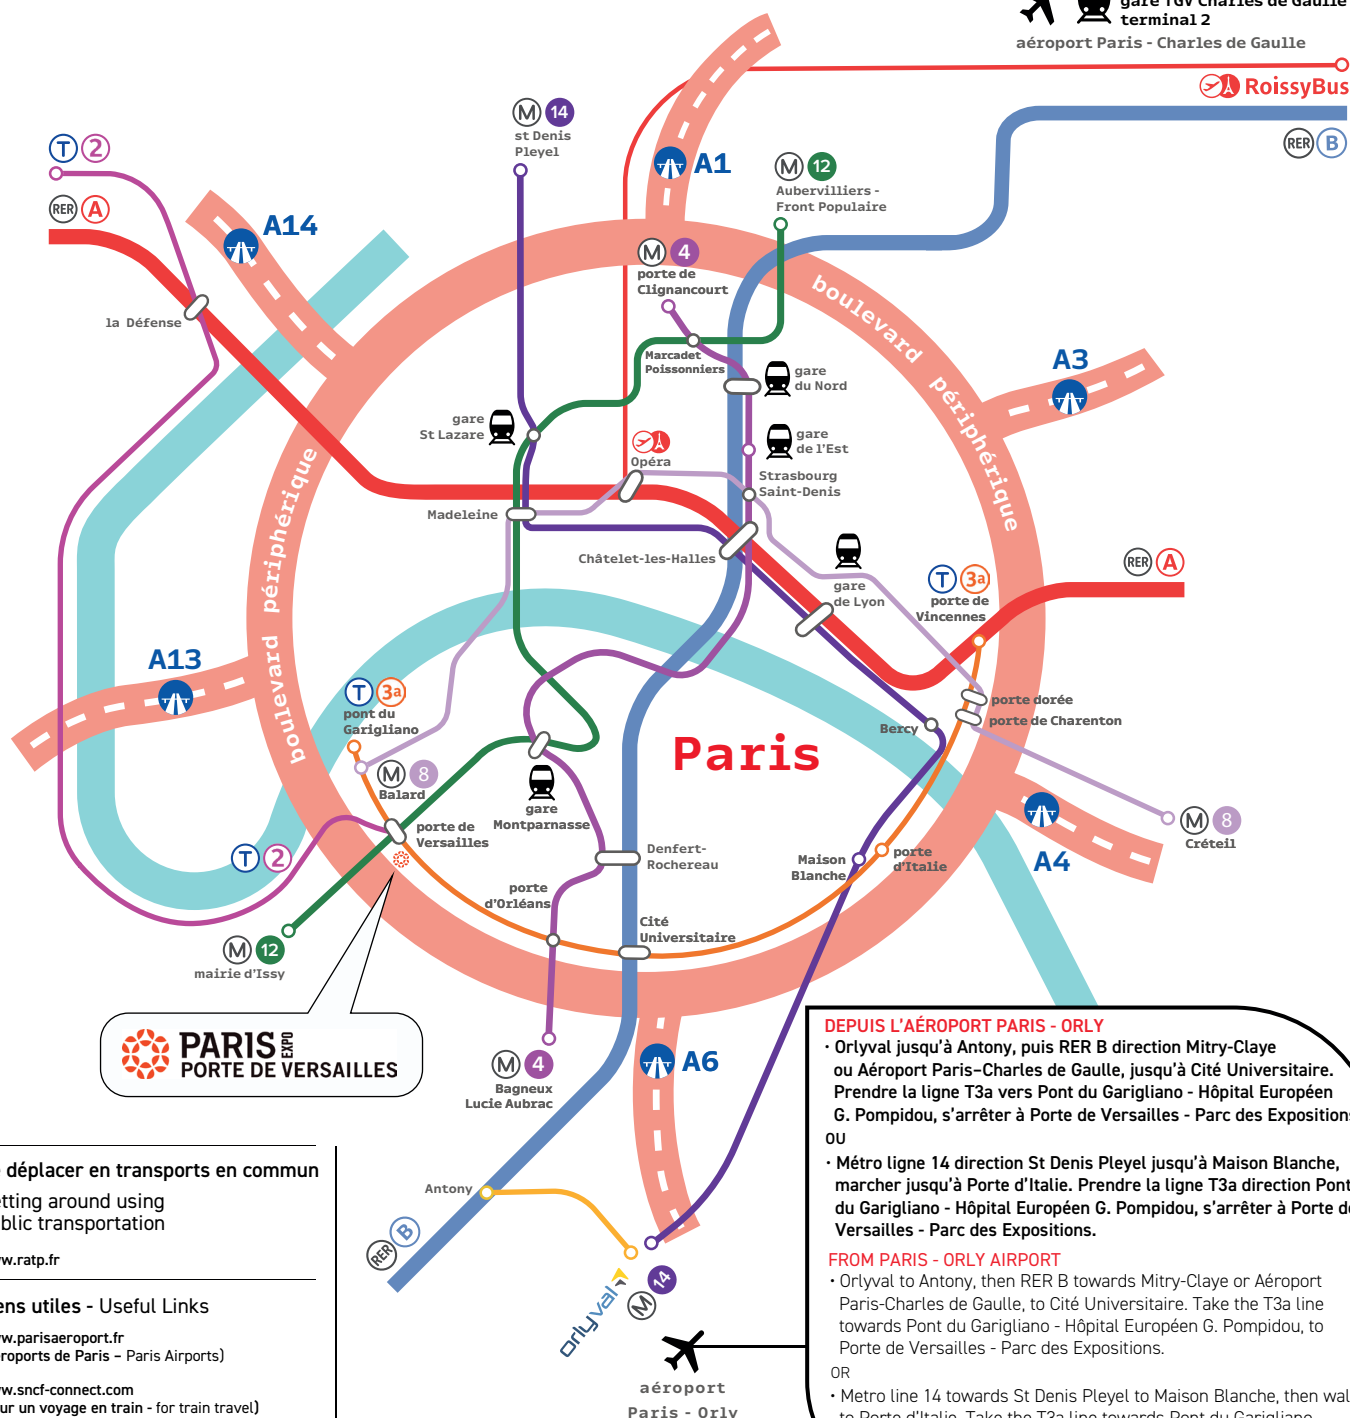 gare TGV Charles de Gaulle
terminal 2
aéroport Paris - Charles de Gaulle
RoissyBus
RER B
M 14
st Denis
Pleyel
T 2
RER A
A1
M 12
Aubervilliers -
Front Populaire
A14
M 4
porte de
Clignancourt
boulevard périphérique
la Défense
Marcadet
Poissonniers
A3
gare
du Nord
gare
St Lazare
gare
de l'Est
Opéra
Strasbourg
Saint-Denis
Madeleine
Châtelet-les-Halles
boulevard périphérique
gare
de Lyon
T 3a
porte de
Vincennes
RER A
A13
T 3a
pont du
Garigliano
porte dorée
porte de Charenton
Bercy
Paris
M 8
Balard
gare
Montparnasse
porte de
Versailles
M 8
Créteil
A4
T 2
Denfert-
Rochereau
Maison
Blanche
porte
d'Italie
porte
d'Orléans
Cité
Universitaire
M 12
mairie d'Issy
PARIS
EXPO
PORTE DE VERSAILLES
M 4
Bagneux
Lucie Aubrac
A6
Antony
RER B
orlyval
M 14
aéroport
Paris - Orly
déplacer en transports en commun
etting around using
blic transportation
w.ratp.fr
ens utiles - Useful Links
w.parisaeroport.fr
roports de Paris – Paris Airports)
w.sncf-connect.com
ur un voyage en train - for train travel)
DEPUIS L'AÉROPORT PARIS - ORLY
· Orlyval jusqu'à Antony, puis RER B direction Mitry-Claye
ou Aéroport Paris–Charles de Gaulle, jusqu'à Cité Universitaire.
Prendre la ligne T3a vers Pont du Garigliano - Hôpital Européen
G. Pompidou, s'arrêter à Porte de Versailles - Parc des Expositions
OU
· Métro ligne 14 direction St Denis Pleyel jusqu'à Maison Blanche,
marcher jusqu'à Porte d'Italie. Prendre la ligne T3a direction Pont
du Garigliano - Hôpital Européen G. Pompidou, s'arrêter à Porte de
Versailles - Parc des Expositions.
FROM PARIS - ORLY AIRPORT
· Orlyval to Antony, then RER B towards Mitry-Claye or Aéroport
Paris-Charles de Gaulle, to Cité Universitaire. Take the T3a line
towards Pont du Garigliano - Hôpital Européen G. Pompidou, to
Porte de Versailles - Parc des Expositions.
OR
· Metro line 14 towards St Denis Pleyel to Maison Blanche, then wal
to Porte d'Italie. Take the T3a line towards Pont du Garigliano